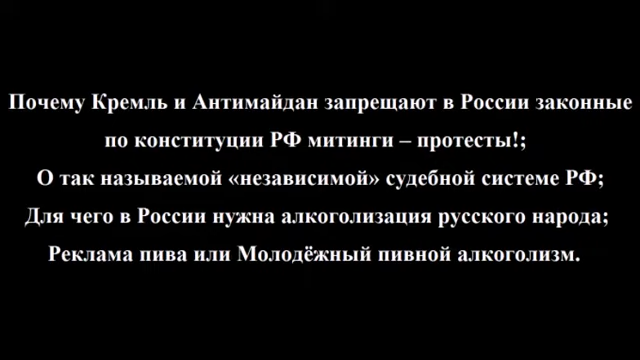 Почему Кремль и Антимайдан запрещают в России законные
по конституции РФ митинги – протесты!;
О так называемой «независимой» судебной системе РФ;
Для чего в России нужна алкоголизация русского народа;
Реклама пива или Молодёжный пивной алкоголизм.